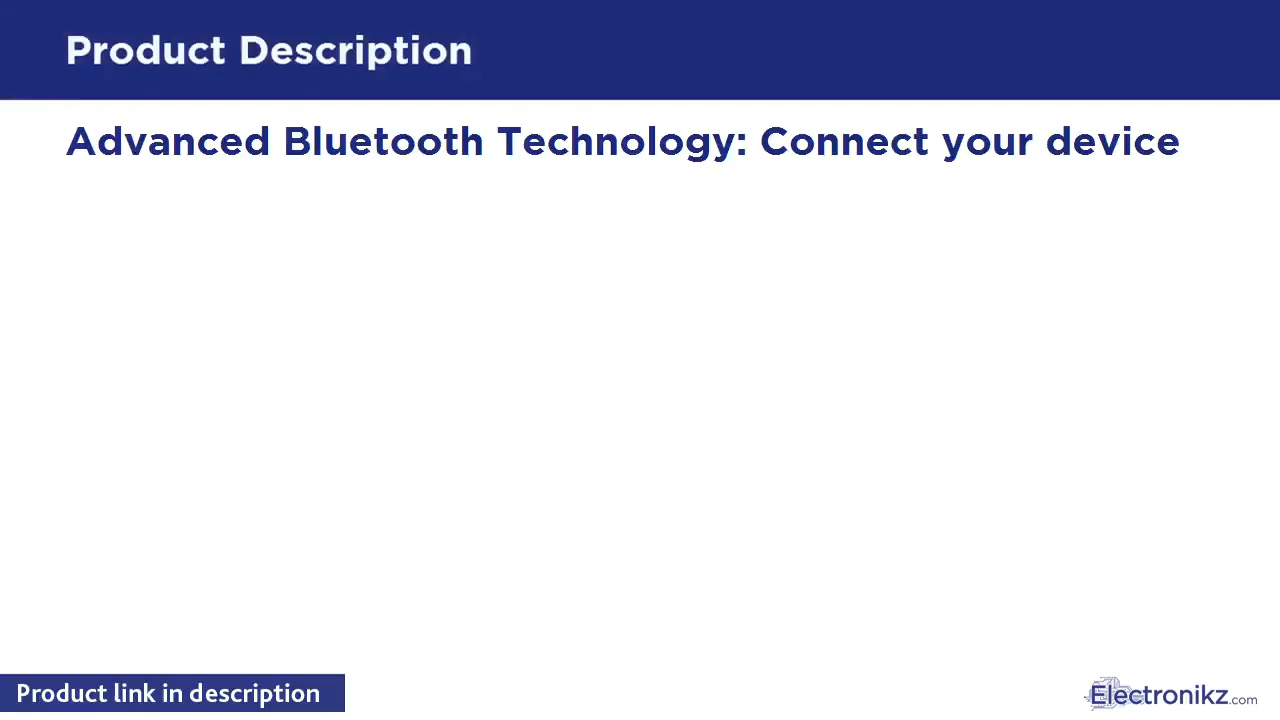 Product Description
Advanced Bluetooth Technology: Connect your device
Product link in description
Electronikz.com